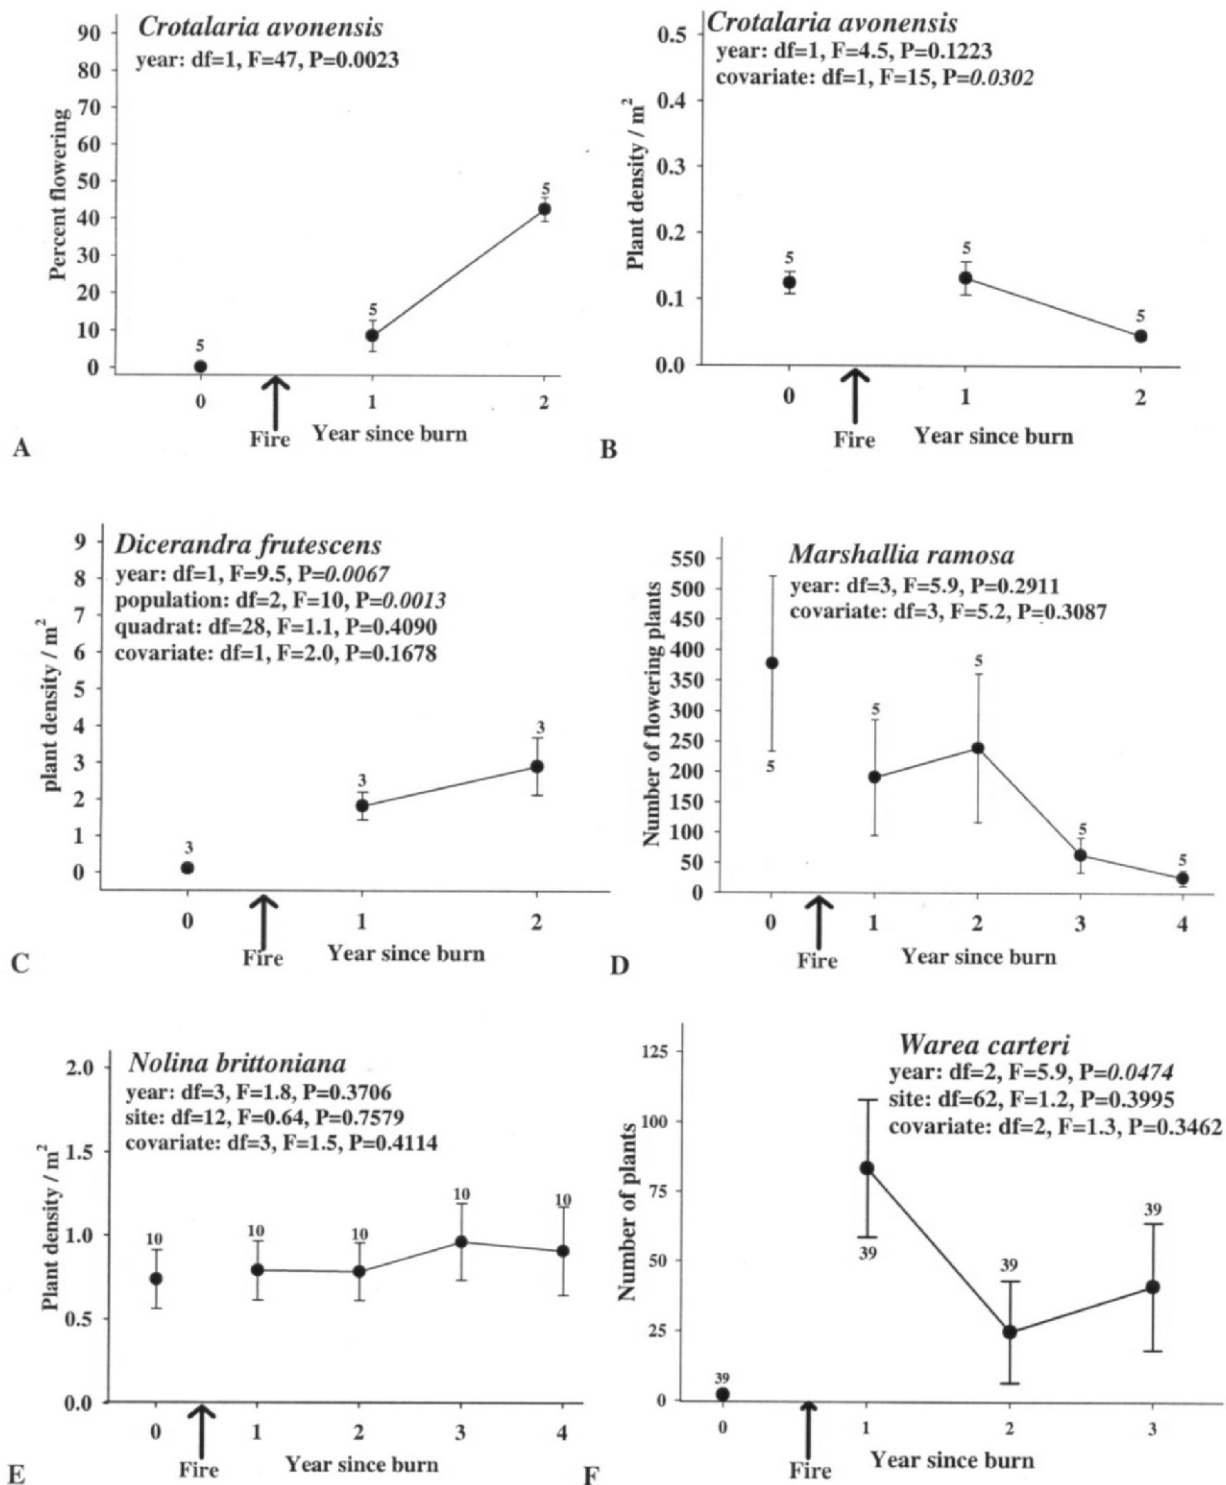 Crotalaria avonensis
year: df=1, F=47, P=0.0023
90
80
70
60
50
40
30
20
10
0
Percent flowering
5
5
5
0
1
2
Fire
Year since burn
A
Crotalaria avonensis
year: df=1, F=4.5, P=0.1223
covariate: df=1, F=15, P=0.0302
0.5
0.4
0.3
0.2
0.1
0.0
Plant density / m²
5
5
5
0
1
2
Fire
Year since burn
B
Dicerandra frutescens
year: df=1, F=9.5, P=0.0067
population: df=2, F=10, P=0.0013
quadrat: df=28, F=1.1, P=0.4090
covariate: df=1, F=2.0, P=0.1678
9
8
7
6
5
4
3
2
1
0
plant density / m²
3
3
3
0
1
2
Fire
Year since burn
C
Marshallia ramosa
year: df=3, F=5.9, P=0.2911
covariate: df=3, F=5.2, P=0.3087
550
500
450
400
350
300
250
200
150
100
50
0
Number of flowering plants
5
5
5
5
5
0
1
2
3
4
Fire
Year since burn
D
Nolina brittoniana
year: df=3, F=1.8, P=0.3706
site: df=12, F=0.64, P=0.7579
covariate: df=3, F=1.5, P=0.4114
2.0
1.5
1.0
0.5
0.0
Plant density / m²
10
10
10
10
10
0
1
2
3
4
Fire
Year since burn
E
Warea carteri
year: df=2, F=5.9, P=0.0474
site: df=62, F=1.2, P=0.3995
covariate: df=2, F=1.3, P=0.3462
125
100
75
50
25
0
Number of plants
39
39
39
39
0
1
2
3
Fire
Year since burn
F